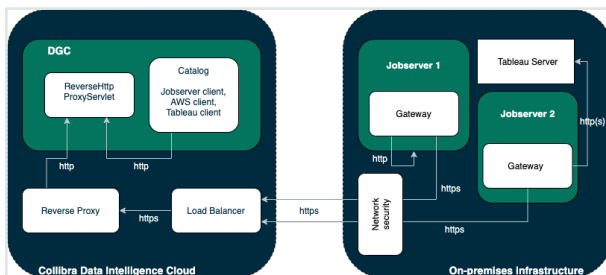 DGC
ReverseHttp
ProxyServlet
Catalog
Jobserver client,
AWS client,
Tableau client
http
http
Reverse Proxy
https
Load Balancer
https
https
Collibra Data Intelligence Cloud
Jobserver 1
Gateway
http
https
Tableau Server
http(s)
Jobserver 2
Gateway
https
Network
security
On-premises Infrastructure